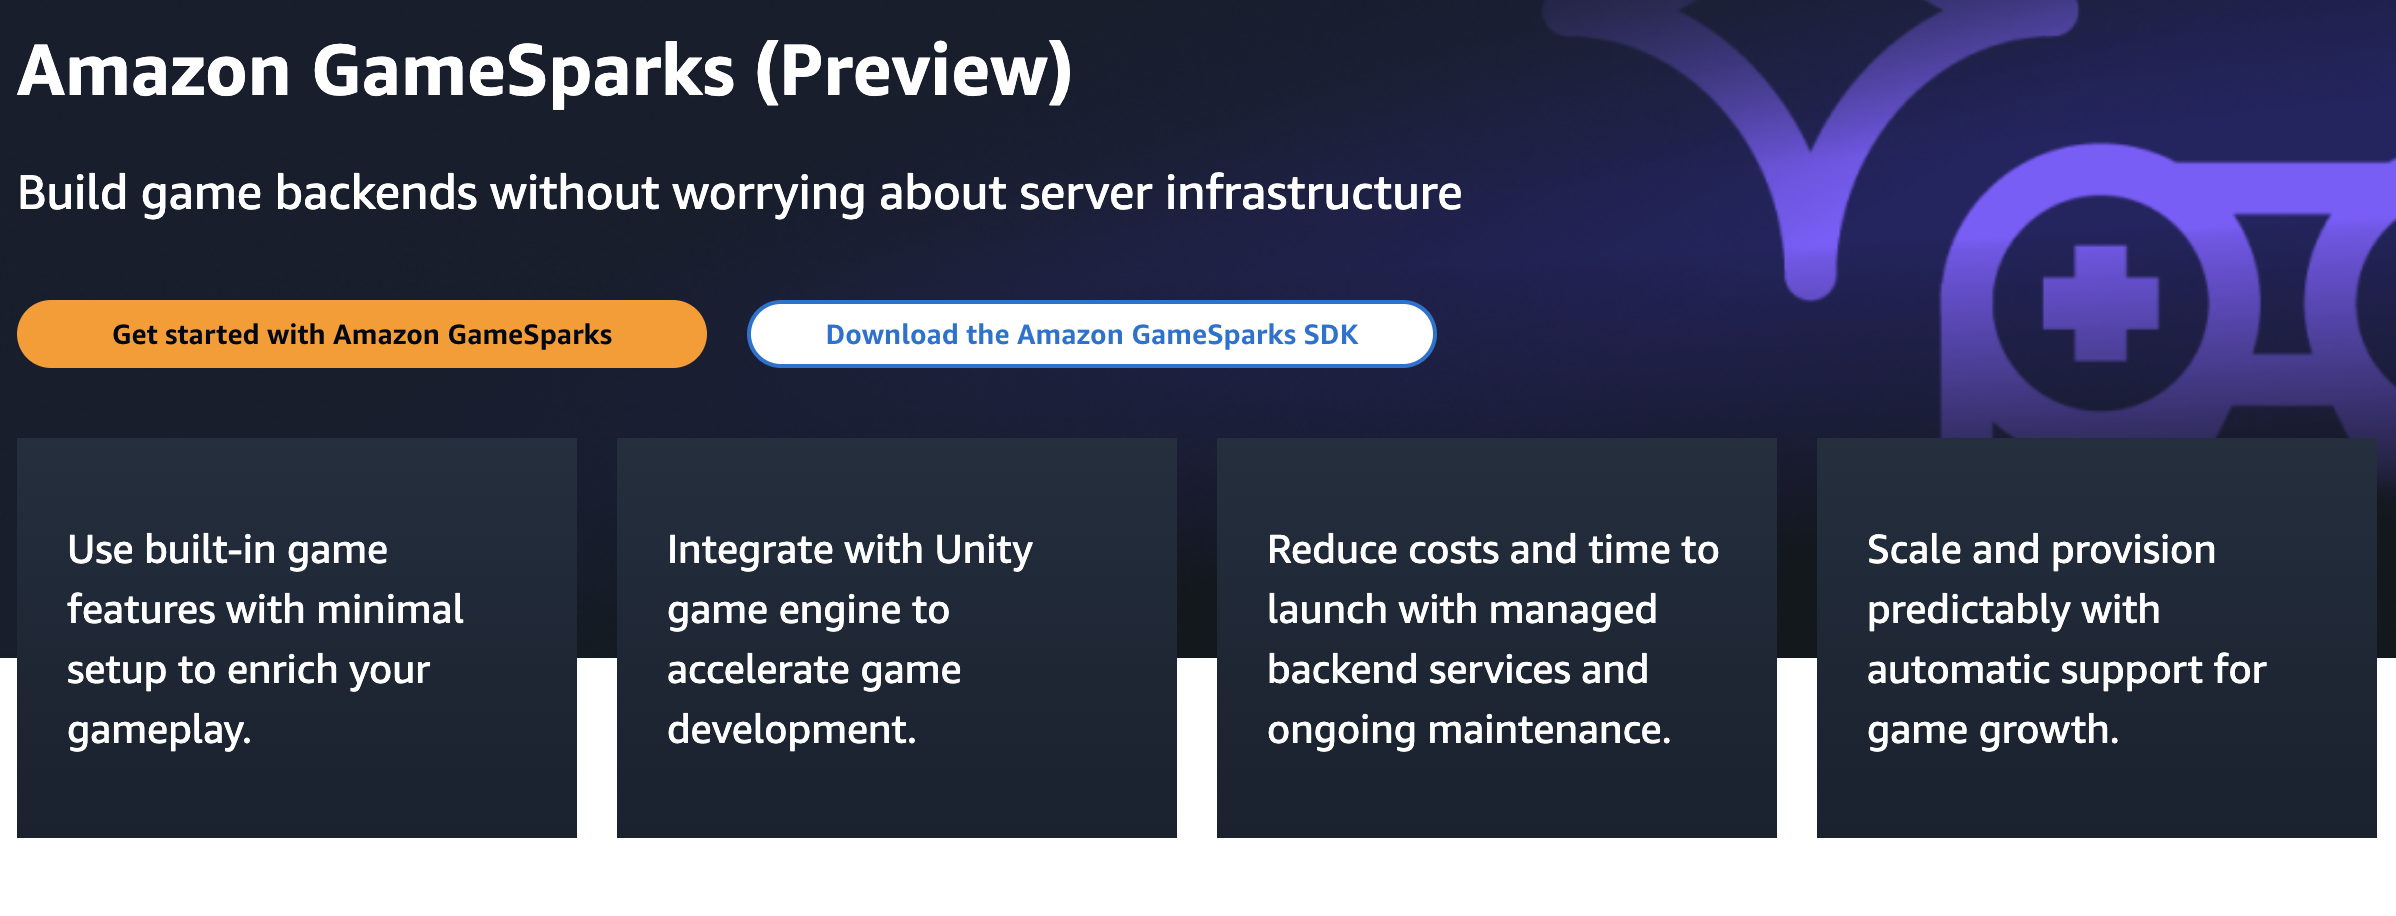 Amazon GameSparks (Preview)
Build game backends without worrying about server infrastructure
Get started with Amazon GameSparks
Download the Amazon GameSparks SDK
Use built-in game
features with minimal
setup to enrich your
gameplay.
Integrate with Unity
game engine to
accelerate game
development.
Reduce costs and time to
launch with managed
backend services and
ongoing maintenance.
Scale and provision
predictably with
automatic support for
game growth.